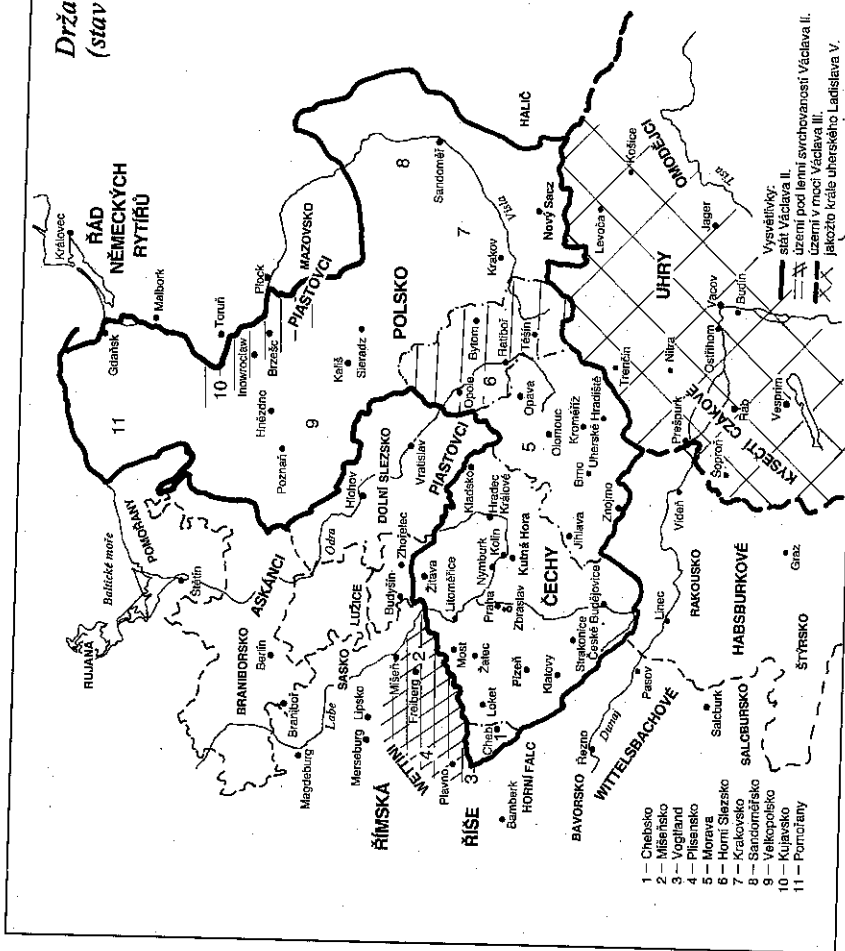 Drža
(stav
Královec
ŘÁD
NĚMECKÝCH
RYTÍŘŮ
Malbork
Gdaňsk
11
Baltické moře
RUJANA
POMOŘANY
Štětín
Toruń
10
Inowroclaw
Brześc
Plock
MAZOVSKO
PIASTOVCI
Hnězdno
Poznaň
9
Kališ
Sieradz
POLSKO
8
Sandoměř
HALIČ
7
Visla
Krakov
Nový Sacz
BRANIBORSKO
Berlín
Braniboř
ASKÁNCI
Odra
Hlohov
DOLNÍ SLEZSKO
Vratislav
PIASTOVCI
Opole
Bytom
Ratiboř
6
Těšín
Opava
Magdeburg
Labe
SASKO
LUŽICE
Budyšín
Zhořelec
Žitava
Kladsko
Merseburg
Lipsko
Míšeň
2
Freiberg
4
WETTINI
ŘÍMSKÁ
ŘÍŠE
Plavno
3
Litoměřice
Nymburk
Hradec
Králové
Kolín
Kutná Hora
Praha
Zbraslav
Most
Žatec
Loket
Cheb
1
Plzeň
Klatovy
Strakonice
České Budějovice
ČECHY
Jihlava
5
Olomouc
Kroměříž
Brno
Uherské Hradiště
Znojmo
Bamberk
HORNÍ FALC
BAVORSKO
Řezno
WITTELSBACHOVÉ
Dunaj
Pasov
Linec
RAKOUSKO
Vídeň
HABSBURKOVÉ
Salcburk
SALCBURSKO
ŠTÝRSKO
Graz
Levoča
Košice
OMODĚJCI
Tisa
Jager
UHRY
Trenčín
Nitra
Vacov
Ostřihom
Budín
Prešpurk
Soproň
Ráb
Vesprim
KYSEČTÍ CZÁKOVÉ
1 – Chebsko
2 – Míšeňsko
3 – Vogtland
4 – Plisensko
5 – Morava
6 – Horní Slezsko
7 – Krakovsko
8 – Sandoměřsko
9 – Velkopolsko
10 – Kujavsko
11 – Pomořany
Vysvětlivky:
stát Václava II.
území pod lenní svrchovaností Václava II.
území v moci Václava III.
jakožto krále uherského Ladislava V.